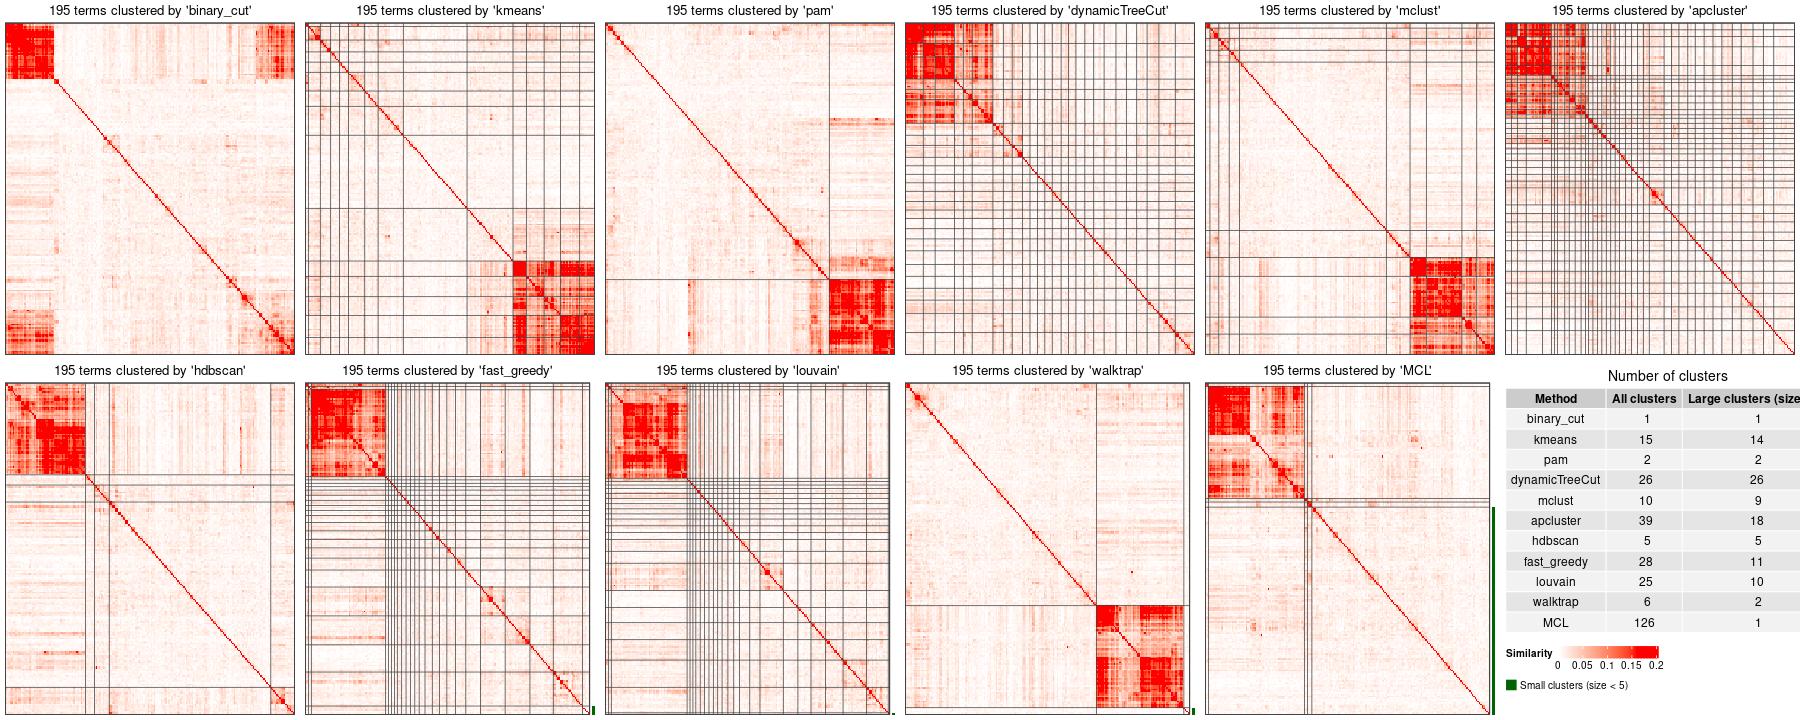 195 terms clustered by 'binary_cut'
195 terms clustered by 'kmeans'
195 terms clustered by 'pam'
195 terms clustered by 'dynamicTreeCut'
195 terms clustered by 'mclust'
195 terms clustered by 'apcluster'
195 terms clustered by 'hdbscan'
195 terms clustered by 'fast_greedy'
195 terms clustered by 'louvain'
195 terms clustered by 'walktrap'
195 terms clustered by 'MCL'
Number of clusters
Method All clusters Large clusters (size
binary_cut 1 1
kmeans 15 14
pam 2 2
dynamicTreeCut 26 26
mclust 10 9
apcluster 39 18
hdbscan 5 5
fast_greedy 28 11
louvain 25 10
walktrap 6 2
MCL 126 1
Similarity
0 0.05 0.1 0.15 0.2
Small clusters (size < 5)